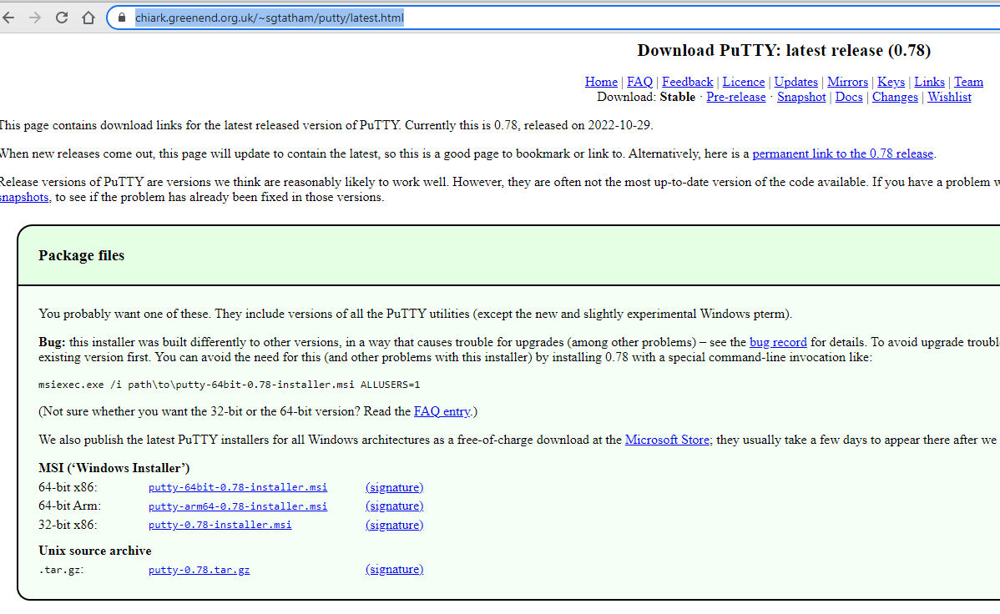 chiark.greenend.org.uk/~sgtatham/putty/latest.html
Download PuTTY: latest release (0.78)
Home | FAQ | Feedback | Licence | Updates | Mirrors | Keys | Links | Team
Download: Stable · Pre-release · Snapshot | Docs | Changes | Wishlist
This page contains download links for the latest released version of PuTTY. Currently this is 0.78, released on 2022-10-29.
When new releases come out, this page will update to contain the latest, so this is a good page to bookmark or link to. Alternatively, here is a permanent link to the 0.78 release.
Release versions of PuTTY are versions we think are reasonably likely to work well. However, they are often not the most up-to-date version of the code available. If you have a problem
snapshots, to see if the problem has already been fixed in those versions.
Package files
You probably want one of these. They include versions of all the PuTTY utilities (except the new and slightly experimental Windows pterm).
Bug: this installer was built differently to other versions, in a way that causes trouble for upgrades (among other problems) – see the bug record for details. To avoid upgrade
existing version first. You can avoid the need for this (and other problems with this installer) by installing 0.78 with a special command-line invocation like:
msiexec.exe /i path\to\putty-64bit-0.78-installer.msi ALLUSERS=1
(Not sure whether you want the 32-bit or the 64-bit version? Read the FAQ entry.)
We also publish the latest PuTTY installers for all Windows architectures as a free-of-charge download at the Microsoft Store; they usually take a few days to appear there after we
MSI (‘Windows Installer’)
64-bit x86: putty-64bit-0.78-installer.msi (signature)
64-bit Arm: putty-arm64-0.78-installer.msi (signature)
32-bit x86: putty-0.78-installer.msi (signature)
Unix source archive
.tar.gz: putty-0.78.tar.gz (signature)